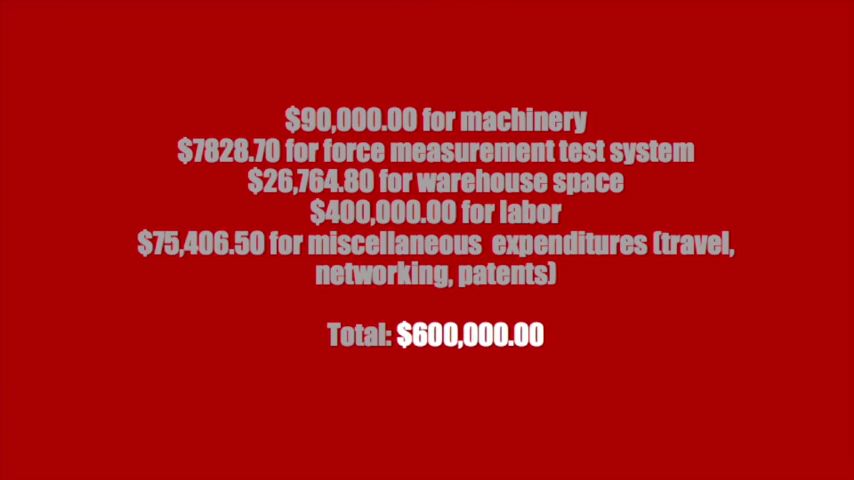 $90,000.00 for machinery
$7828.70 for force measurement test system
$26,764.80 for warehouse space
$400,000.00 for labor
$75,406.50 for miscellaneous  expenditures (travel,
networking, patents)
Total: $600,000.00